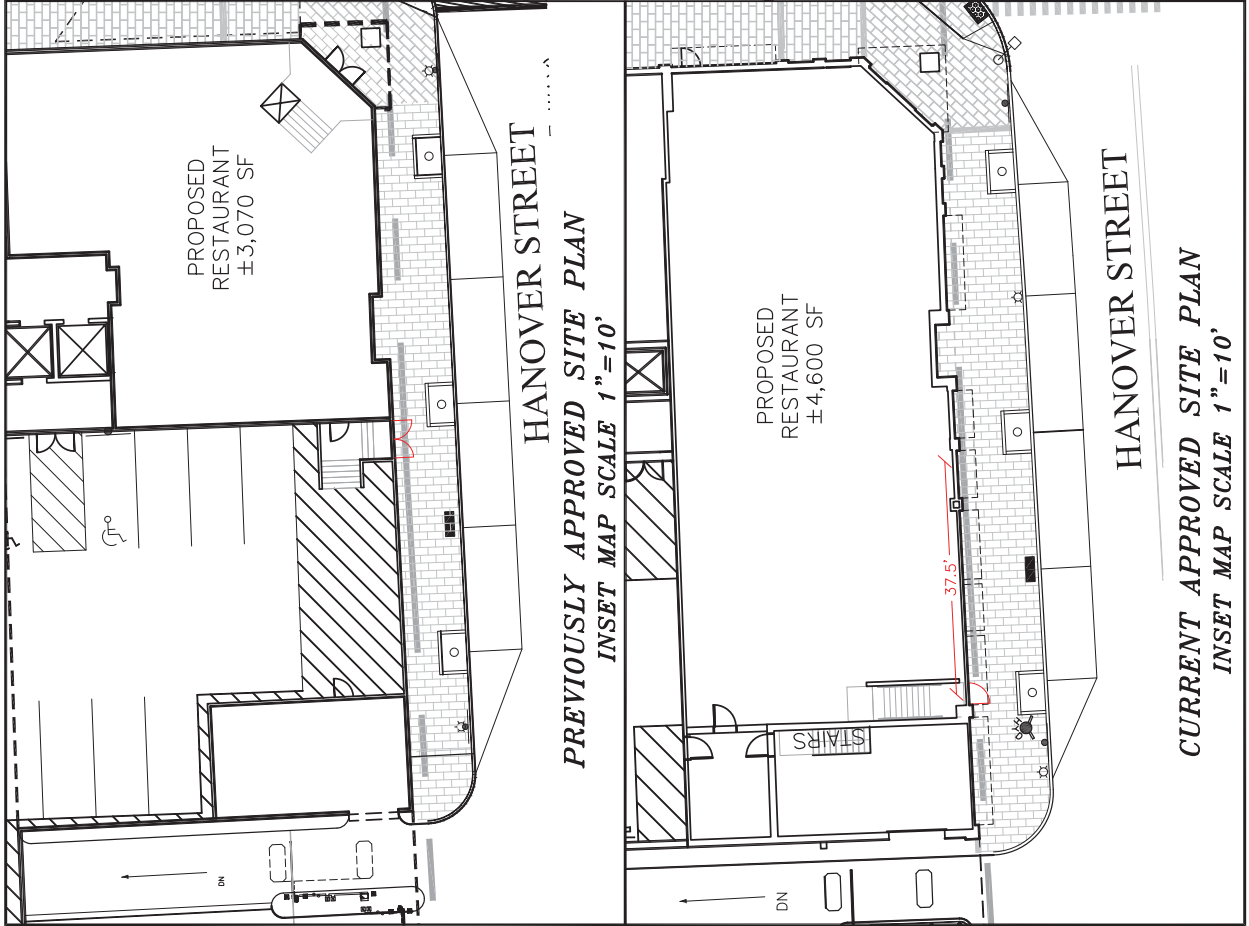 PROPOSED
RESTAURANT
±3,070 SF
HANOVER STREET
DN
PREVIOUSLY APPROVED SITE PLAN
INSET MAP SCALE 1"=10'
PROPOSED
RESTAURANT
±4,600 SF
37.5'
STAIRS
DN
HANOVER STREET
CURRENT APPROVED SITE PLAN
INSET MAP SCALE 1"=10'